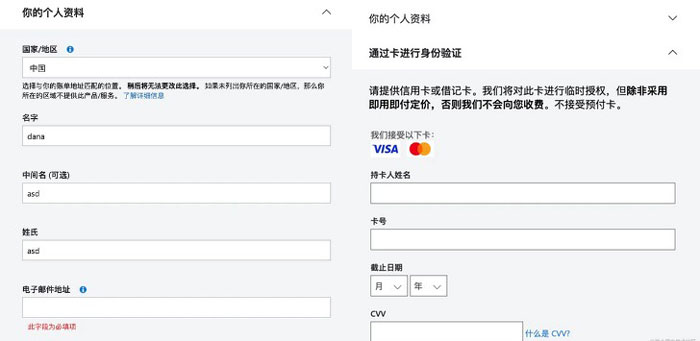 你的个人资料
国家/地区
中国
选择与你的账单地址匹配的位置。稍后将无法更改此选择。如果未列出你所在的国家/地区，那么你
所在的区域不提供此产品/服务。了解详细信息
名字
dana
中间名 (可选)
asd
姓氏
asd
电子邮件地址
此字段为必填项
你的个人资料
通过卡进行身份验证
请提供信用卡或借记卡。我们将对此卡进行临时授权，但除非采用
即用即付定价，否则我们不会向您收费。不接受预付卡。
我们接受以下卡：
VISA
持卡人姓名
卡号
截止日期
月 年
CVV
什么是 CVV?